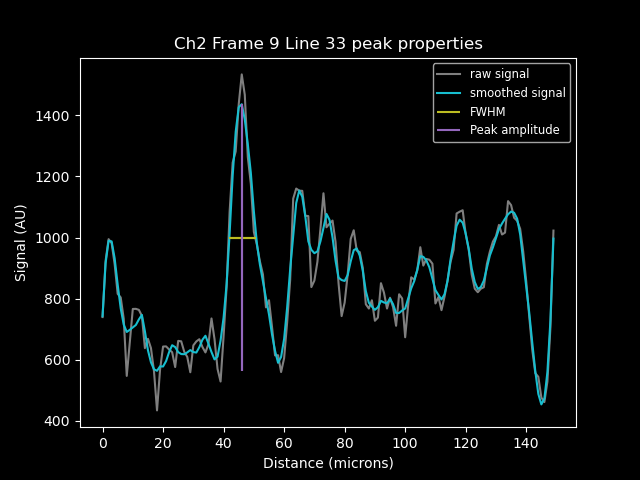 Ch2 Frame 9 Line 33 peak properties
raw signal
smoothed signal
FWHM
Peak amplitude
Signal (AU)
1400
1200
1000
800
600
400
0 20 40 60 80 100 120 140
Distance (microns)